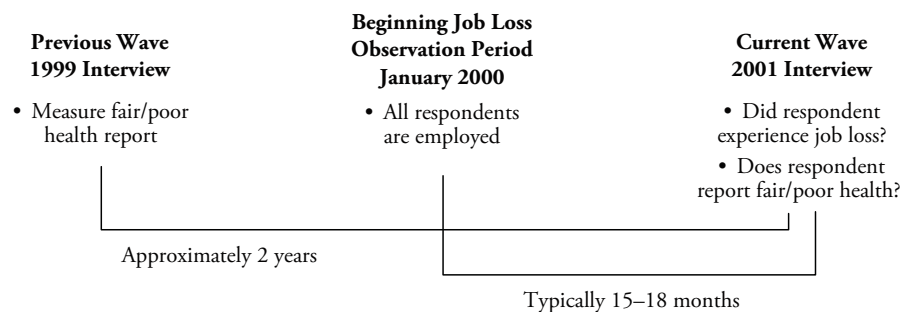 Previous Wave
1999 Interview
• Measure fair/poor
health report
Beginning Job Loss
Observation Period
January 2000
• All respondents
are employed
Current Wave
2001 Interview
• Did respondent
experience job loss?
• Does respondent
report fair/poor health?
Approximately 2 years
Typically 15–18 months